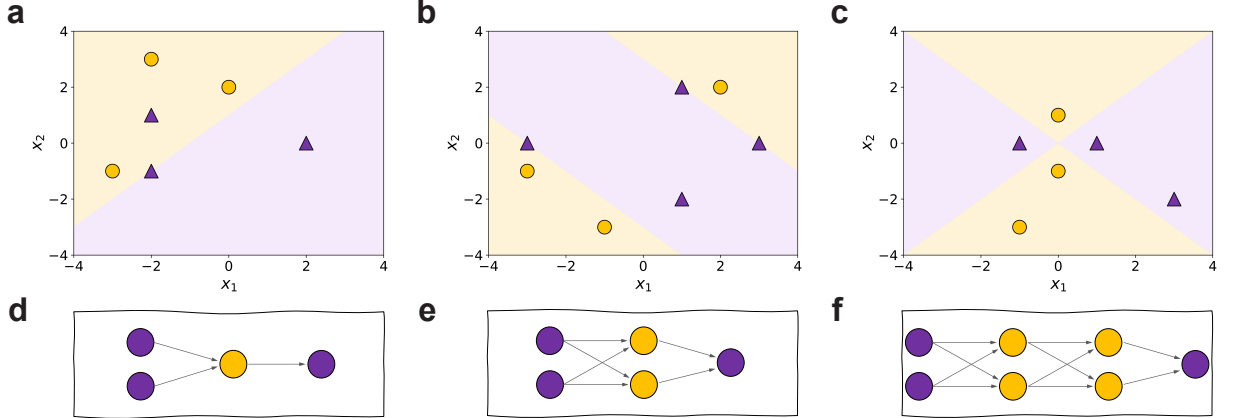 a b c
4 4 4
2 2 2
0 0 0
−2 −2 −2
−4 −4 −4
x₂ x₂ x₂
−4 −2 0 2 4 −4 −2 0 2 4 −4 −2 0 2 4
x₁ x₁ x₁
d e f